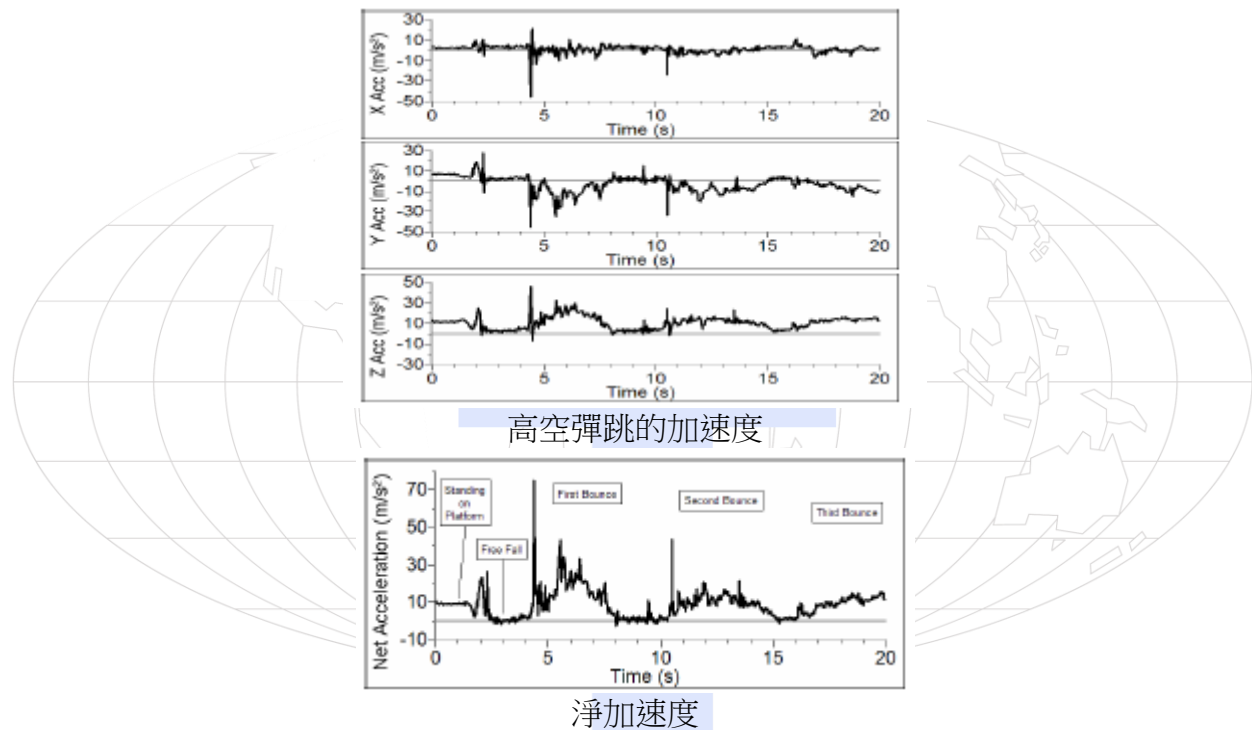 30
10
-10
-30
-50
X Acc (m/s²)
0 5 10 15 20
Time (s)
30
10
-10
-30
-50
Y Acc (m/s²)
0 5 10 15 20
Time (s)
50
30
10
-10
-30
Z Acc (m/s²)
0 5 10 15 20
Time (s)
高空彈跳的加速度
70
50
30
10
-10
Net Acceleration (m/s²)
Standing
on
Platform
Free Fall
First Bounce
Second Bounce
Third Bounce
0 5 10 15 20
Time (s)
淨加速度